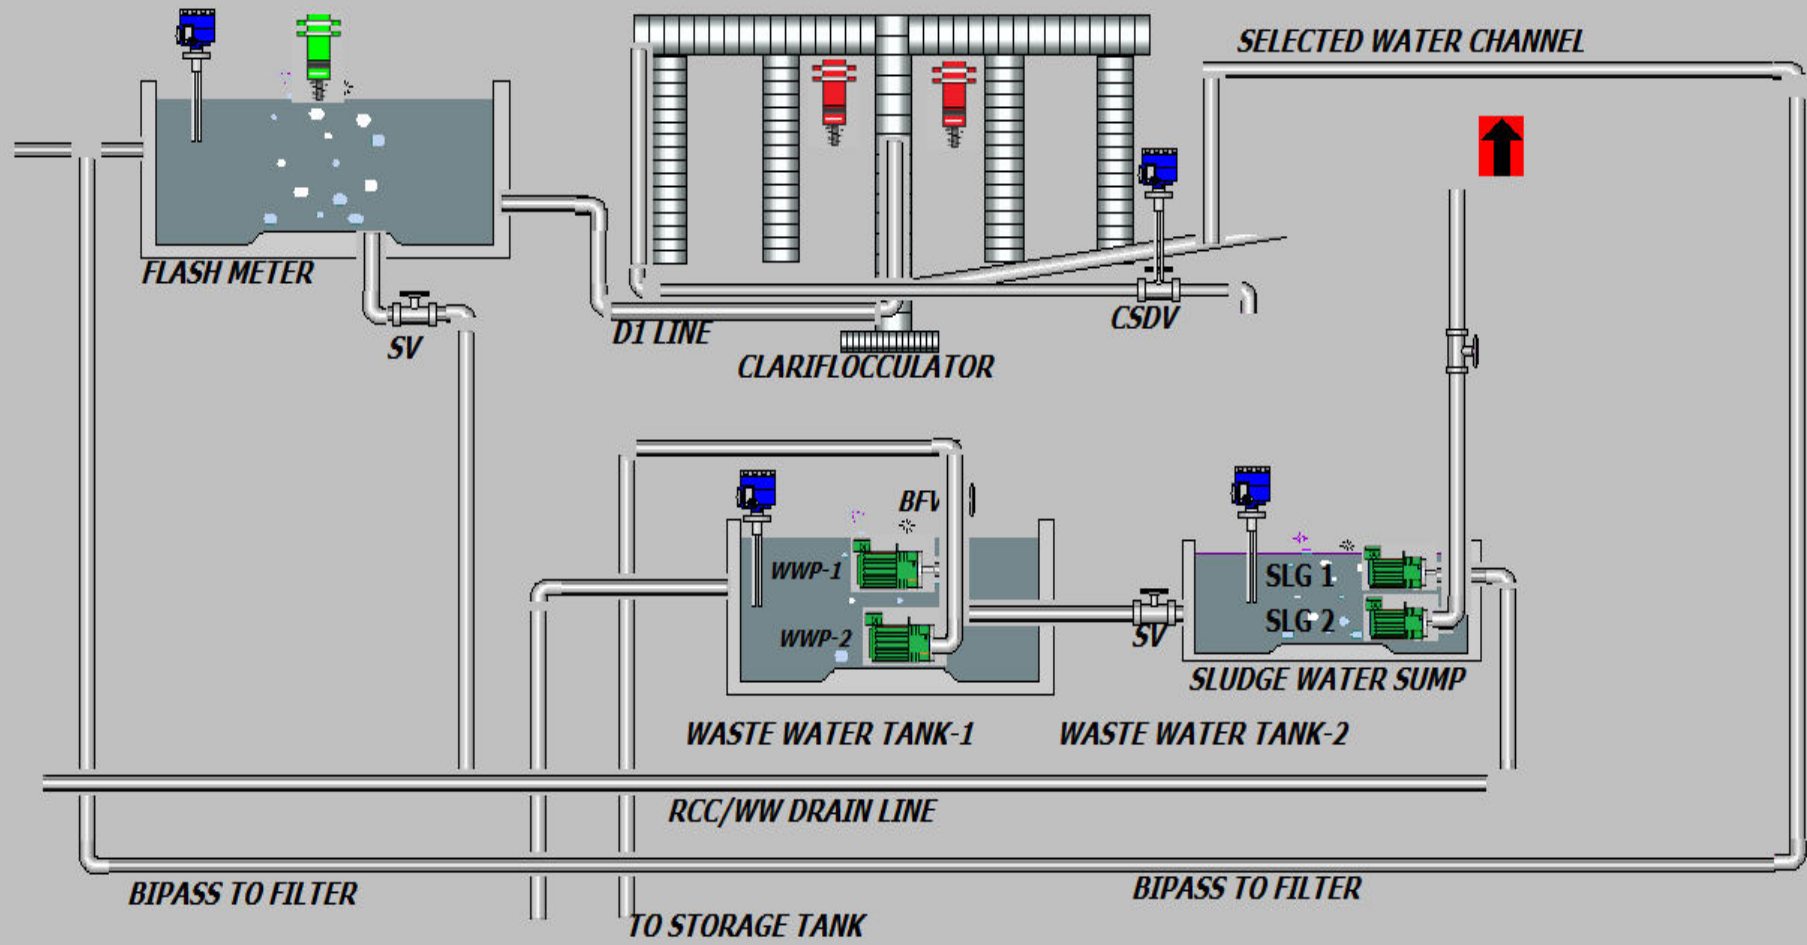 SELECTED WATER CHANNEL
FLASH METER
SV
D1 LINE
CSDV
CLARIFLOCCULATOR
BFV
WWP-1
SLG 1
WWP-2
SLG 2
SV
SLUDGE WATER SUMP
WASTE WATER TANK-1
WASTE WATER TANK-2
RCC/WW DRAIN LINE
BIPASS TO FILTER
BIPASS TO FILTER
TO STORAGE TANK